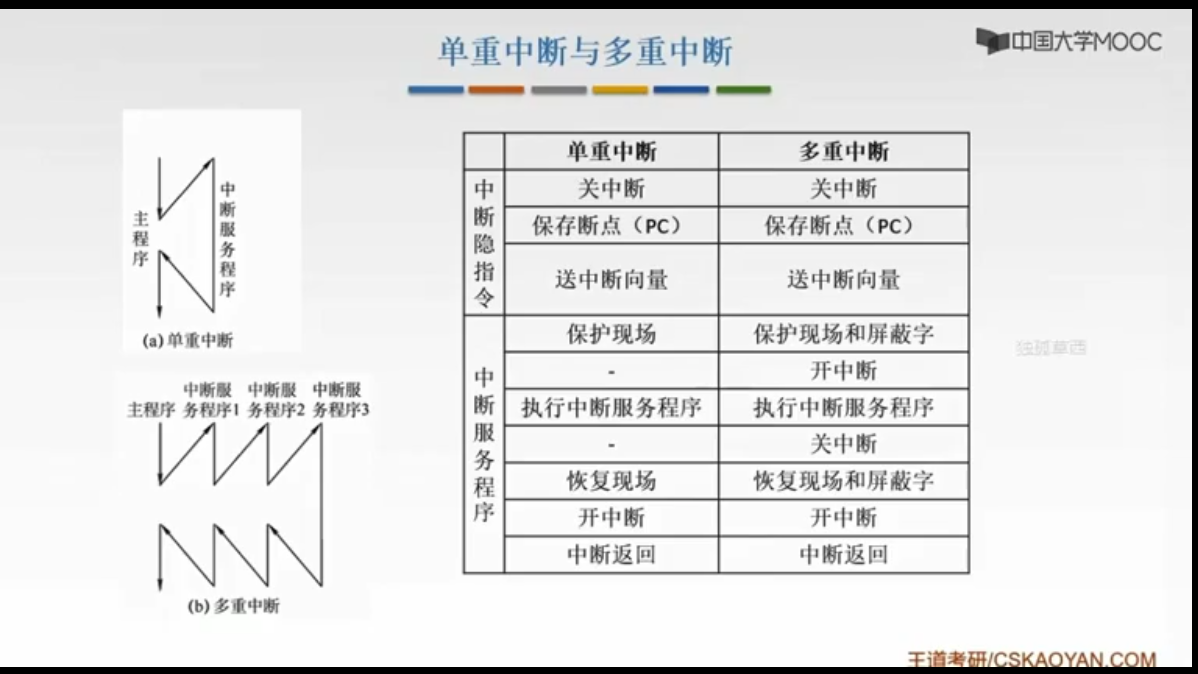 单重中断与多重中断
中国大学MOOC
主程序
中断服务程序
(a)单重中断
主程序 中断服务程序1 中断服务程序2 中断服务程序3
(b)多重中断
单重中断 多重中断
中断隐指令
关中断 关中断
保存断点（PC） 保存断点（PC）
送中断向量 送中断向量
中断服务程序
保护现场 保护现场和屏蔽字
- 开中断
执行中断服务程序 执行中断服务程序
- 关中断
恢复现场 恢复现场和屏蔽字
开中断 开中断
中断返回 中断返回
独孤草西
王道考研/CSKAOYAN.COM